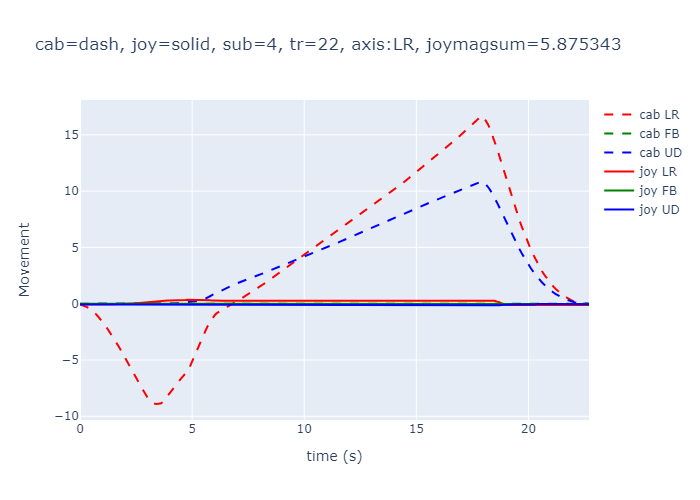 cab=dash, joy=solid, sub=4, tr=22, axis:LR, joymagsum=5.875343
15
10
5
0
−5
−10
0
5
10
15
20
Movement
time (s)
cab LR
cab FB
cab UD
joy LR
joy FB
joy UD